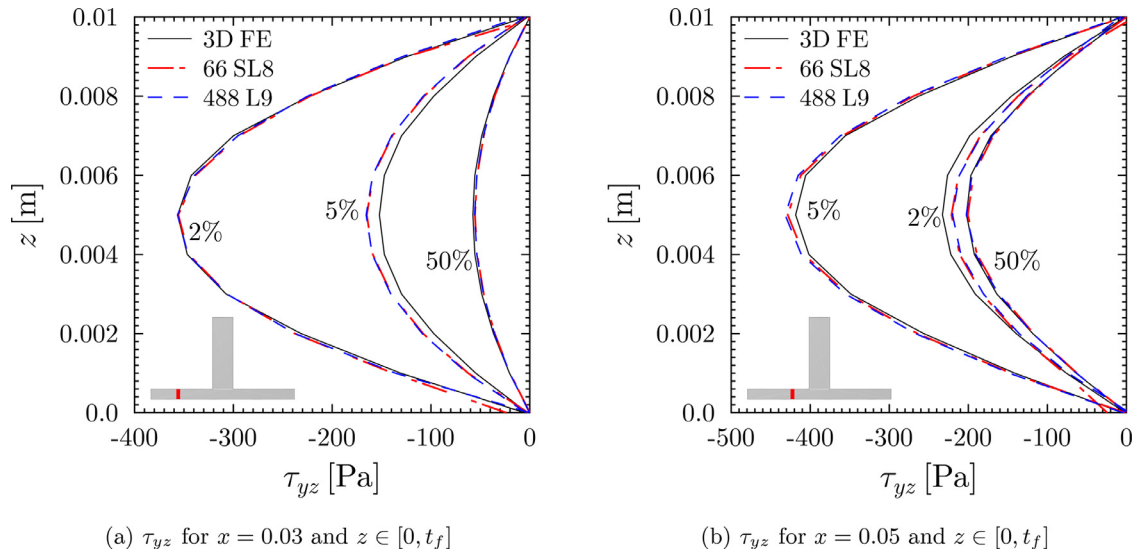 0.01
0.008
0.006
0.004
0.002
0.0
z [m]
3D FE
66 SL8
488 L9
2%
5%
50%
-400
-300
-200
-100
0
τyz [Pa]
(a) τyz for x = 0.03 and z ∈ [0, tf]
0.01
0.008
0.006
0.004
0.002
0.0
z [m]
3D FE
66 SL8
488 L9
5%
2%
50%
-500
-400
-300
-200
-100
0
τyz [Pa]
(b) τyz for x = 0.05 and z ∈ [0, tf]